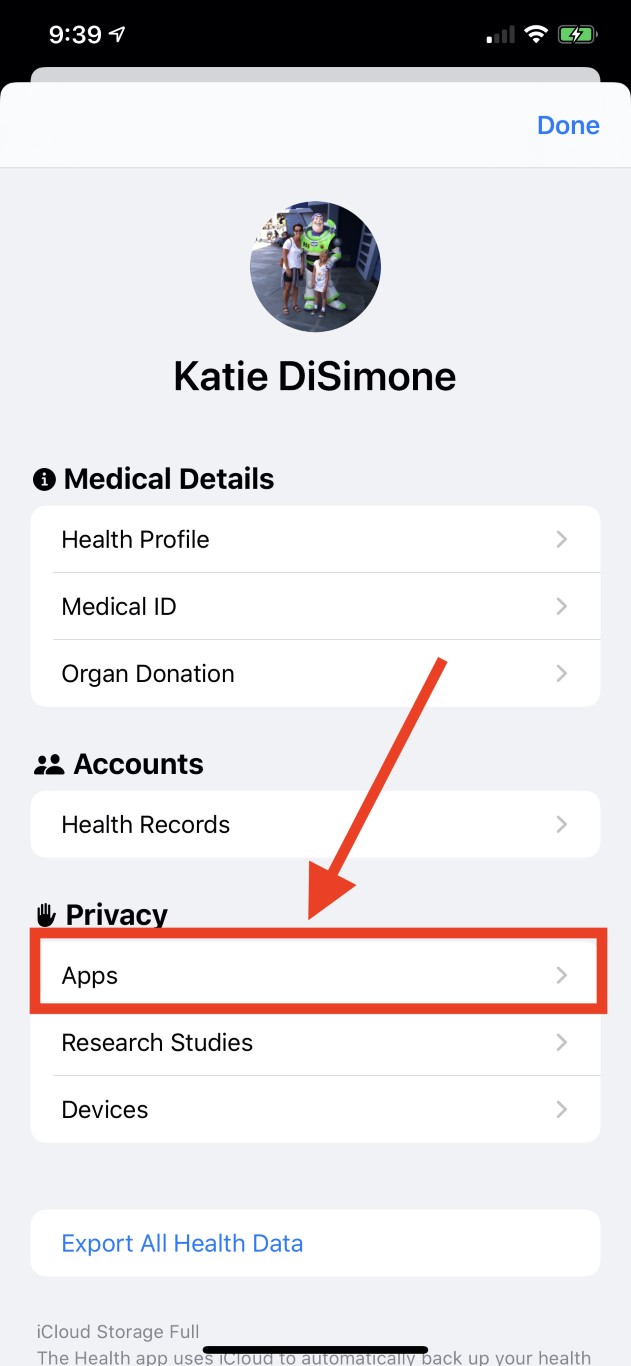 9:39
Done
Katie DiSimone
Medical Details
Health Profile
Medical ID
Organ Donation
Accounts
Health Records
Privacy
Apps
Research Studies
Devices
Export All Health Data
iCloud Storage Full
The Health app uses iCloud to automatically back up your health